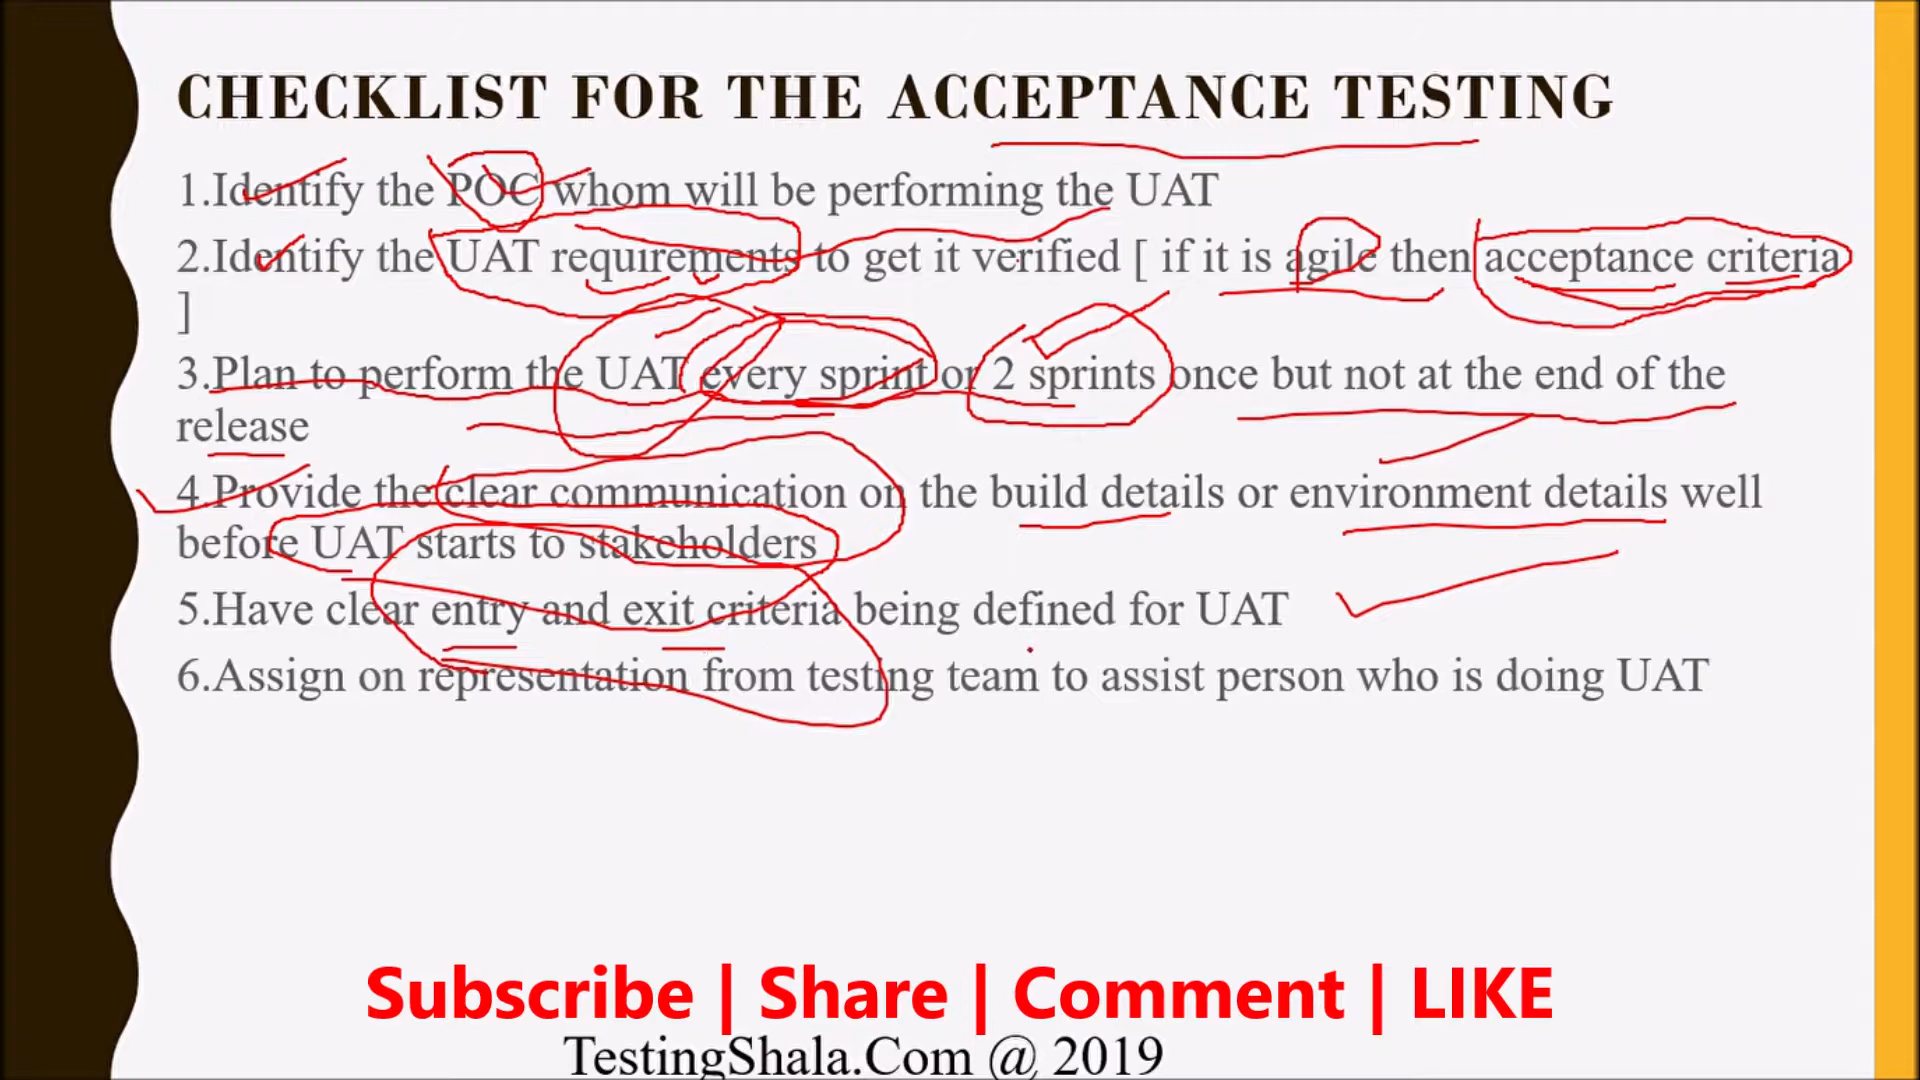 CHECKLIST FOR THE ACCEPTANCE TESTING
1.Identify the POC whom will be performing the UAT
2.Identify the UAT requirements to get it verified [ if it is agile then acceptance criteria
]
3.Plan to perform the UAT every sprint or 2 sprints once but not at the end of the
release
4.Provide the clear communication on the build details or environment details well
before UAT starts to stakeholders
5.Have clear entry and exit criteria being defined for UAT
6.Assign on representation from testing team to assist person who is doing UAT
Subscribe | Share | Comment | LIKE
TestingShala.Com @ 2019